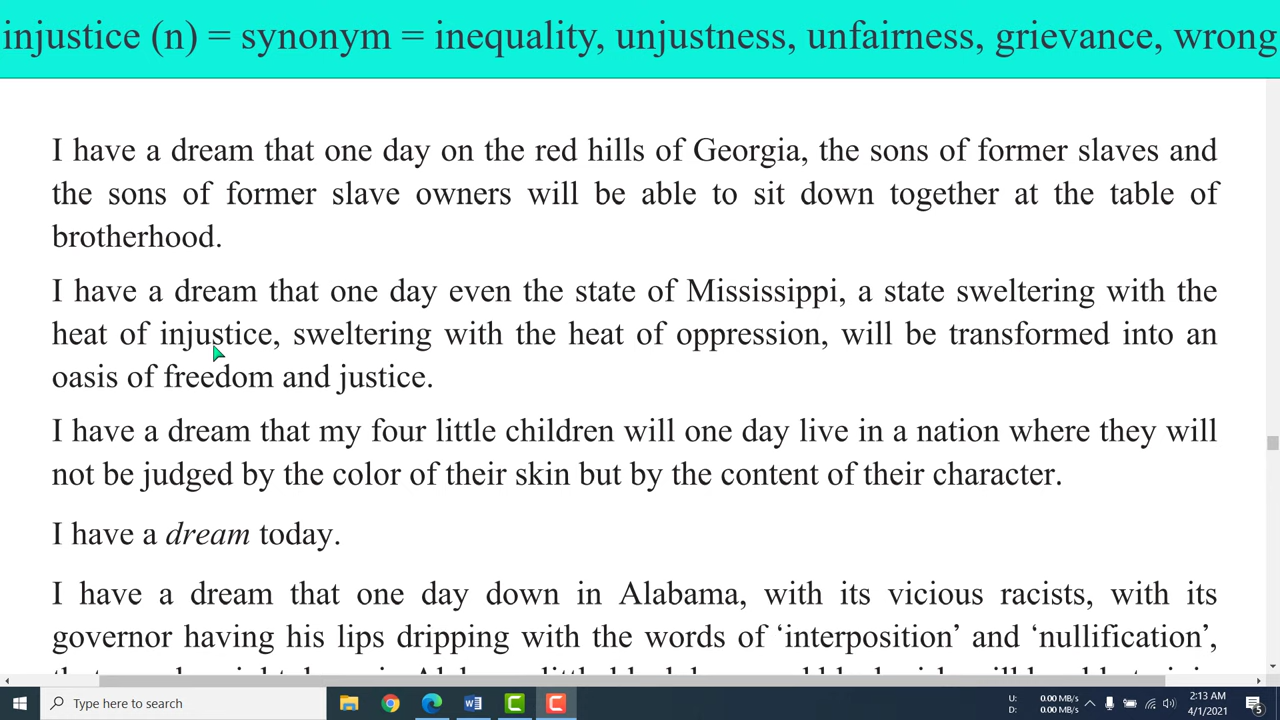 injustice (n) = synonym = inequality, unjustness, unfairness, grievance, wrong
I have a dream that one day on the red hills of Georgia, the sons of former slaves and
the sons of former slave owners will be able to sit down together at the table of
brotherhood.
I have a dream that one day even the state of Mississippi, a state sweltering with the
heat of injustice, sweltering with the heat of oppression, will be transformed into an
oasis of freedom and justice.
I have a dream that my four little children will one day live in a nation where they will
not be judged by the color of their skin but by the content of their character.
I have a dream today.
I have a dream that one day down in Alabama, with its vicious racists, with its
governor having his lips dripping with the words of ‘interposition’ and ‘nullification’,
Type here to search
U: 0.00 MB/s
D: 0.00 MB/s
2:13 AM
4/1/2021
5